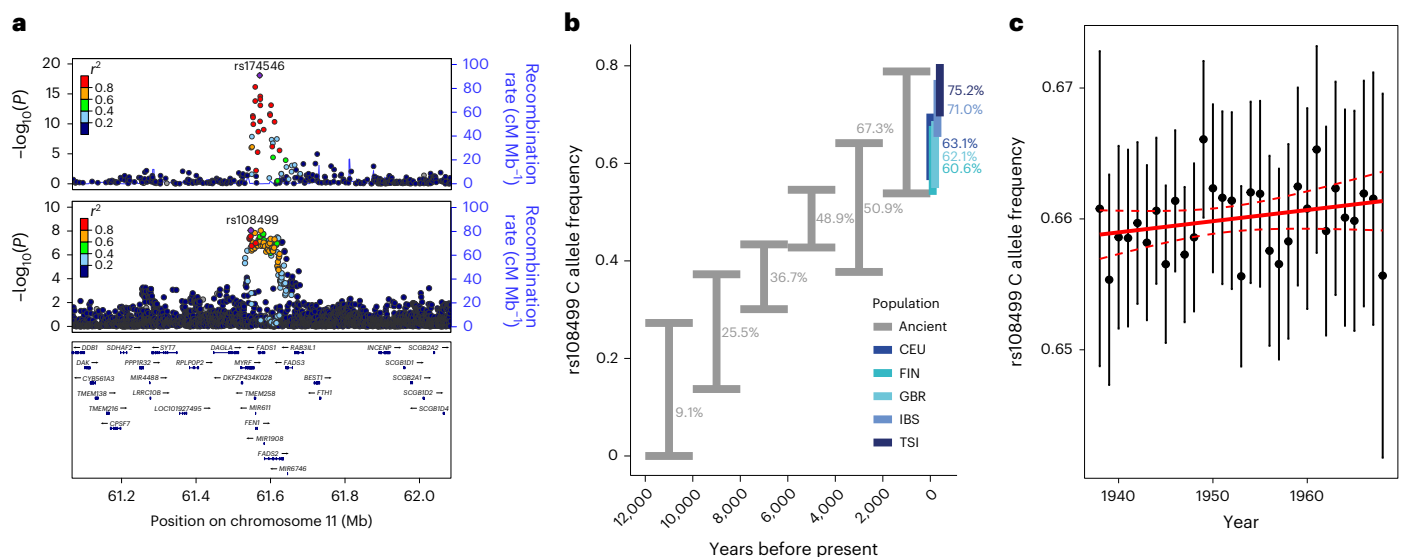 a
20
15
10
5
0
–log10(P)
r2
0.8
0.6
0.4
0.2
rs174546
100
80
60
40
20
0
Recombination
rate (cM Mb–1)
10
8
6
4
2
0
–log10(P)
r2
0.8
0.6
0.4
0.2
rs108499
100
80
60
40
20
0
Recombination
rate (cM Mb–1)
DDB1 SDHAF2 SYT7 DAGLA FADS1 RAB3IL1 INCENP SCGB2A2
DAK PPP1R32 RPLPOP2 MYRF FADS3 SCGB1D1
CYB561A3 MIR4488 DKFZP434K028 BEST1 SCGB2A1
TMEM138 LRRC10B TMEM258 FTH1 SCGB1D2
TMEM216 LOC101927495 MIR611 SCGB1D4
CPSF7 FEN1
MIR1908
FADS2
MIR6746
61.2 61.4 61.6 61.8 62.0
Position on chromosome 11 (Mb)
b
0.8
0.6
0.4
0.2
0
rs108499 C allele frequency
9.1%
25.5%
36.7%
48.9%
50.9%
67.3%
75.2%
71.0%
63.1%
62.1%
60.6%
Population
Ancient
CEU
FIN
GBR
IBS
TSI
12,000 10,000 8,000 6,000 4,000 2,000 0
Years before present
c
0.67
0.66
0.65
rs108499 C allele frequency
1940 1950 1960
Year